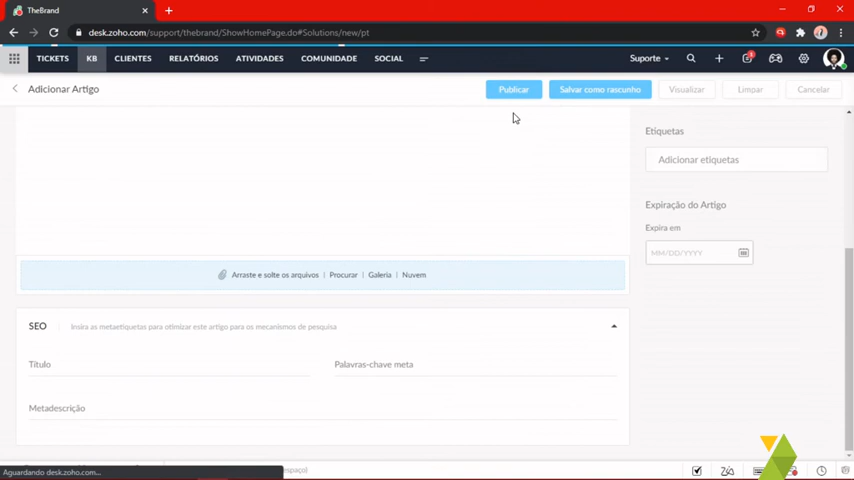 TheBrand
desk.zoho.com/support/thebrand/ShowHomePage.do#Solutions/new/pt
TICKETS KB CLIENTES RELATÓRIOS ATIVIDADES COMUNIDADE SOCIAL Suporte
Adicionar Artigo Publicar Salvar como rascunho Visualizar Limpar Cancelar
Etiquetas
Adicionar etiquetas
Expiração do Artigo
Expira em
MM/DD/YYYY
Arraste e solte os arquivos | Procurar | Galeria | Nuvem
SEO Insira as metaetiquetas para otimizar este artigo para os mecanismos de pesquisa
Título Palavras-chave meta
Metadescrição
Aguardando desk.zoho.com... espaço)